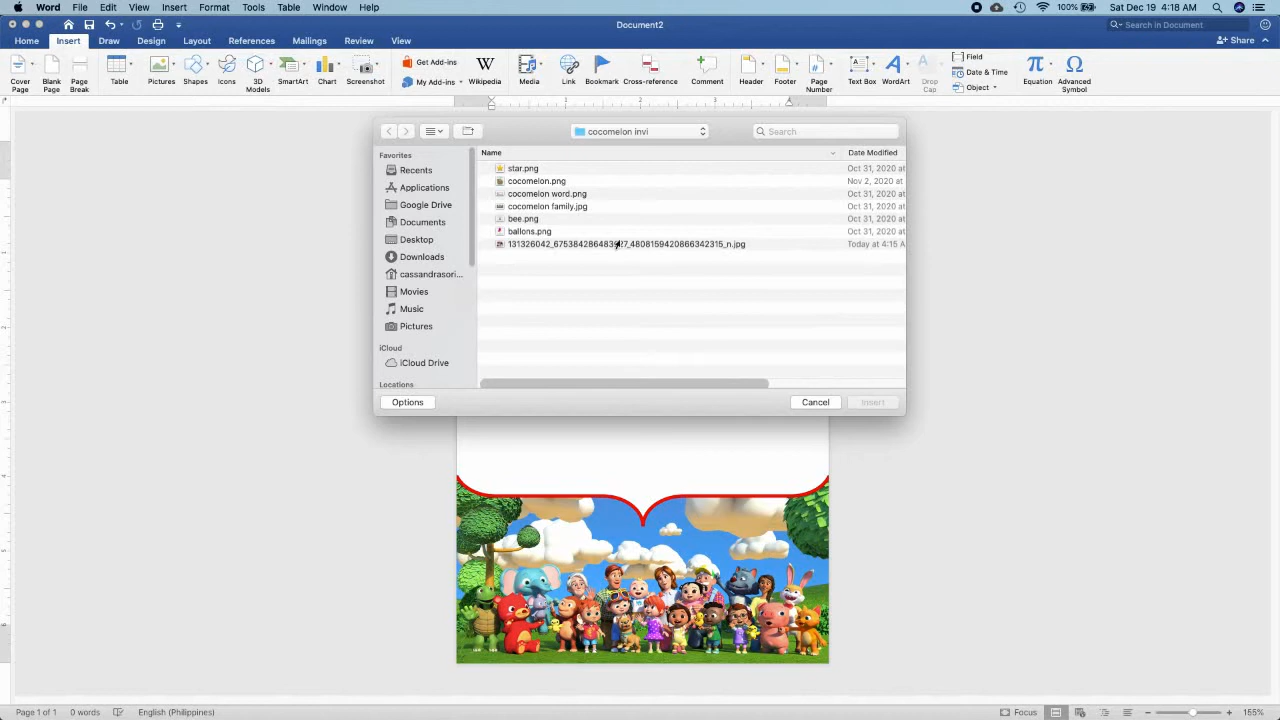 Word File Edit View Insert Format Tools Table Window Help
100% Sat Dec 19 4:18 AM
Document2
Search in Document
Home Insert Draw Design Layout References Mailings Review View
Share
Cover Page
Blank Page
Page Break
Table
Pictures
Shapes
Icons
3D Models
SmartArt
Chart
Screenshot
Get Add-ins
My Add-ins
Wikipedia
Media
Link
Bookmark
Cross-reference
Comment
Header
Footer
Page Number
Text Box
WordArt
Drop Cap
Field
Date & Time
Object
Equation
Advanced Symbol
1 2 3
cocomelon invi
Search
Favorites
Recents
Applications
Google Drive
Documents
Desktop
Downloads
cassandrasori...
Movies
Music
Pictures
iCloud
iCloud Drive
Locations
Name Date Modified
star.png Oct 31, 2020 at
cocomelon.png Nov 2, 2020 at
cocomelon word.png Oct 31, 2020 at
cocomelon family.jpg Oct 31, 2020 at
bee.png Oct 31, 2020 at
ballons.png Oct 31, 2020 at
Today at 4:15 A
Options Cancel Insert
Page 1 of 1 0 words English (Philippines)
Focus 155%